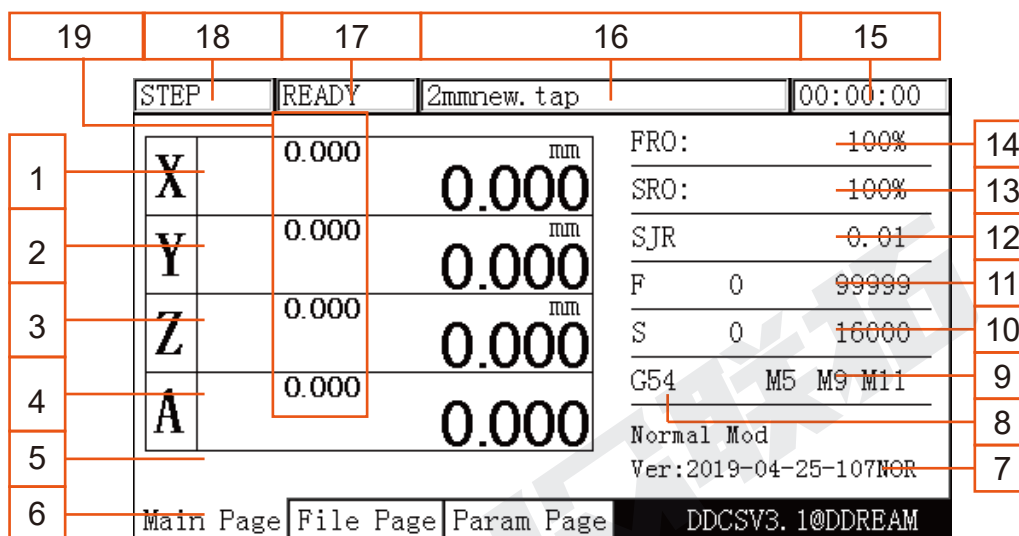 19 18 17 16 15
STEP READY 2mmnew.tap 00:00:00
1 X 0.000 mm 0.000
2 Y 0.000 mm 0.000
3 Z 0.000 mm 0.000
4 A 0.000 0.000
5
6 Main Page File Page Param Page DDCSV3.1@DDREAM
FRO: 100% 14
SRO: 100% 13
SJR 0.01 12
F 0 99999 11
S 0 16000 10
G54 M5 M9 M11 9
8
Normal Mod
Ver:2019-04-25-107NOR 7